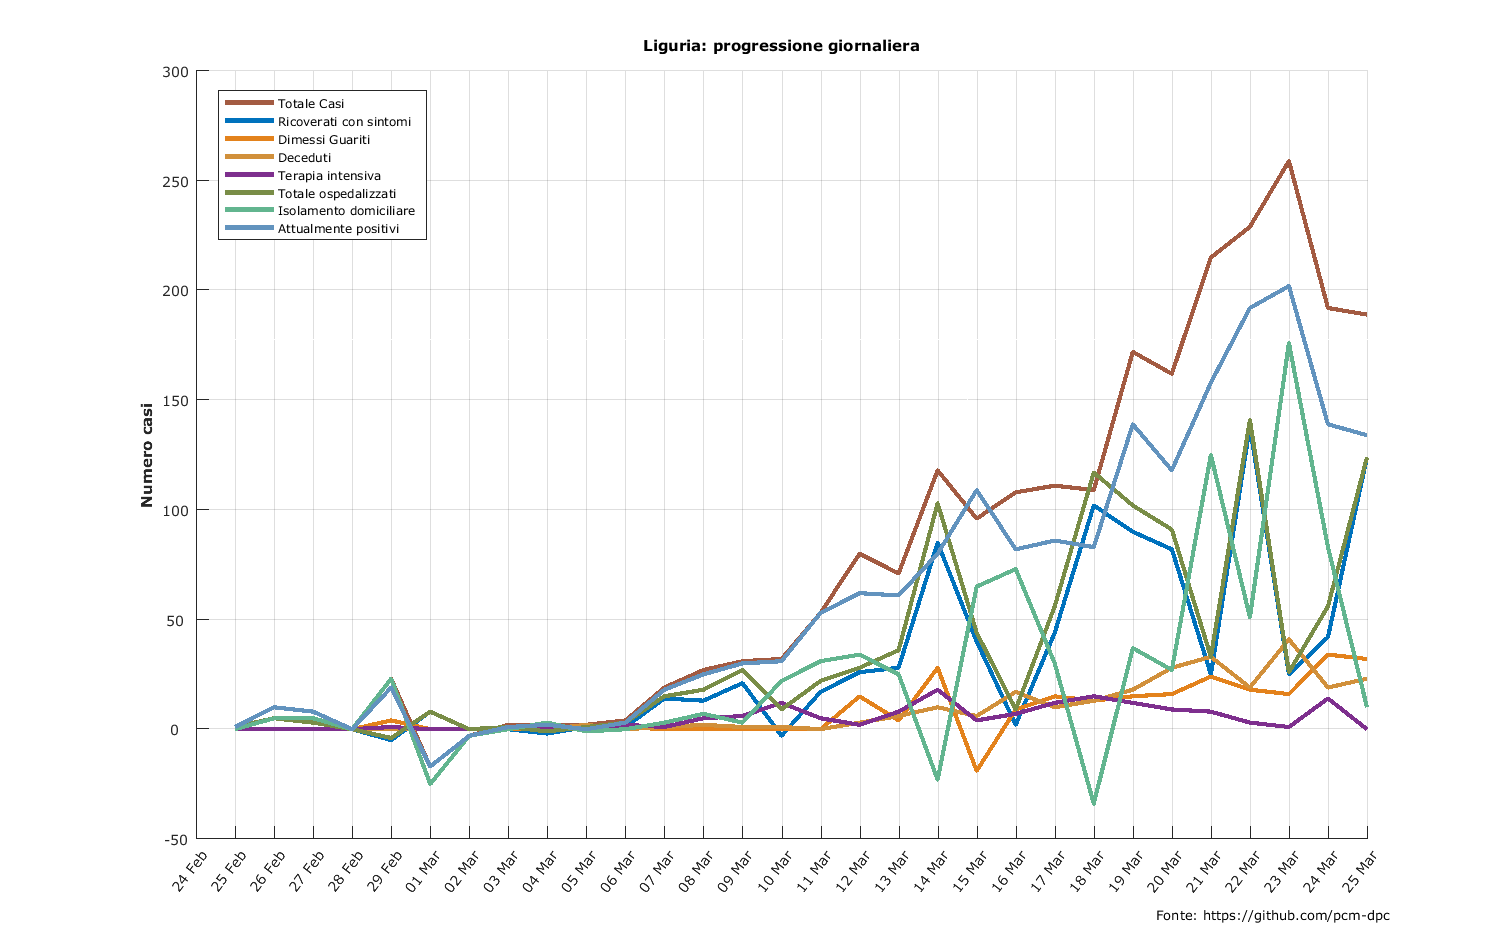 Liguria: progressione giornaliera
300
250
200
150
100
50
0
-50
Numero casi
Totale Casi
Ricoverati con sintomi
Dimessi Guariti
Deceduti
Terapia intensiva
Totale ospedalizzati
Isolamento domiciliare
Attualmente positivi
24 Feb
25 Feb
26 Feb
27 Feb
28 Feb
29 Feb
01 Mar
02 Mar
03 Mar
04 Mar
05 Mar
06 Mar
07 Mar
08 Mar
09 Mar
10 Mar
11 Mar
12 Mar
13 Mar
14 Mar
15 Mar
16 Mar
17 Mar
18 Mar
19 Mar
20 Mar
21 Mar
22 Mar
23 Mar
24 Mar
25 Mar
Fonte: https://github.com/pcm-dpc